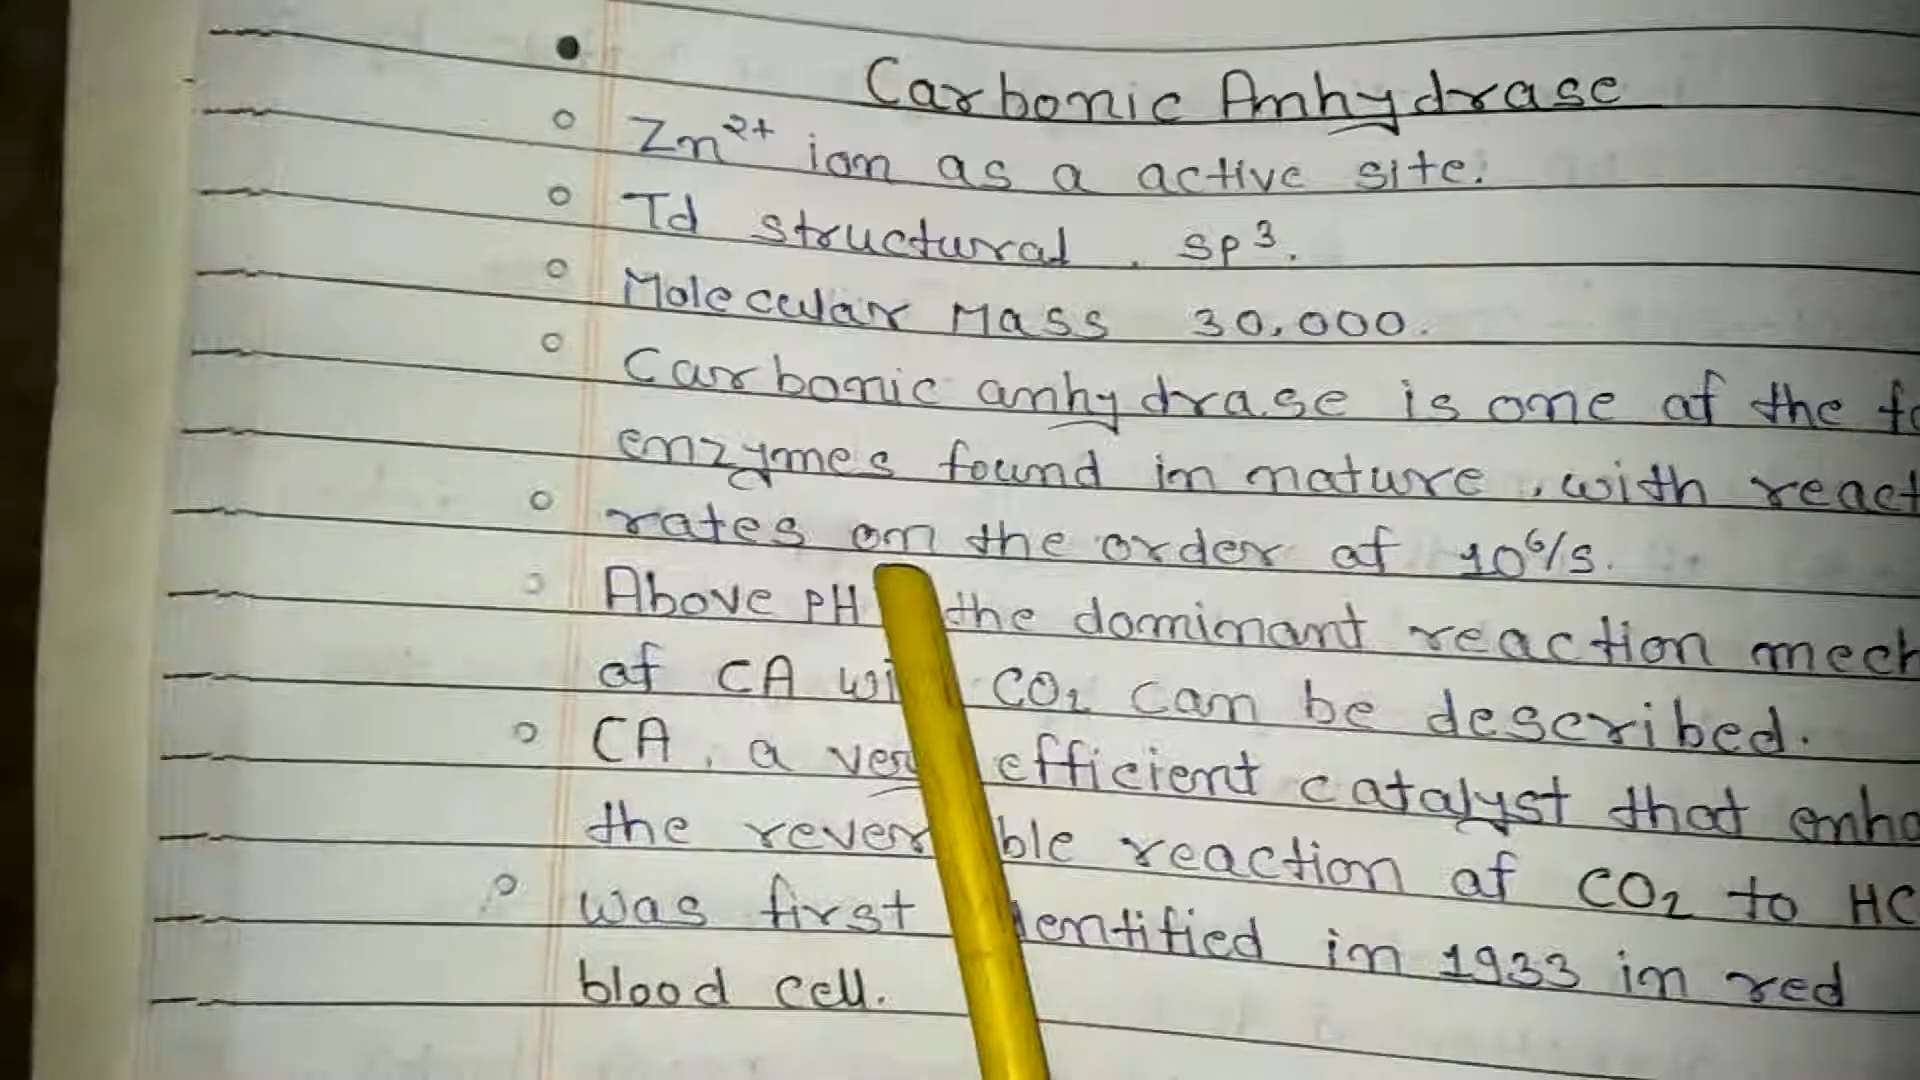 Carbonic Anhydrase
Zn²⁺ ion as a active site.
Td structural. sp³.
Molecular Mass 30,000.
Carbonic anhydrase is one of the
enzymes found in nature, with
rates on the order of 10⁶/s.
Above PH the dominant reaction
of CA CO₂ can be described.
CA, a efficient catalyst that
the reaction of CO₂ to
was first identified in 1933 in red
blood cell.